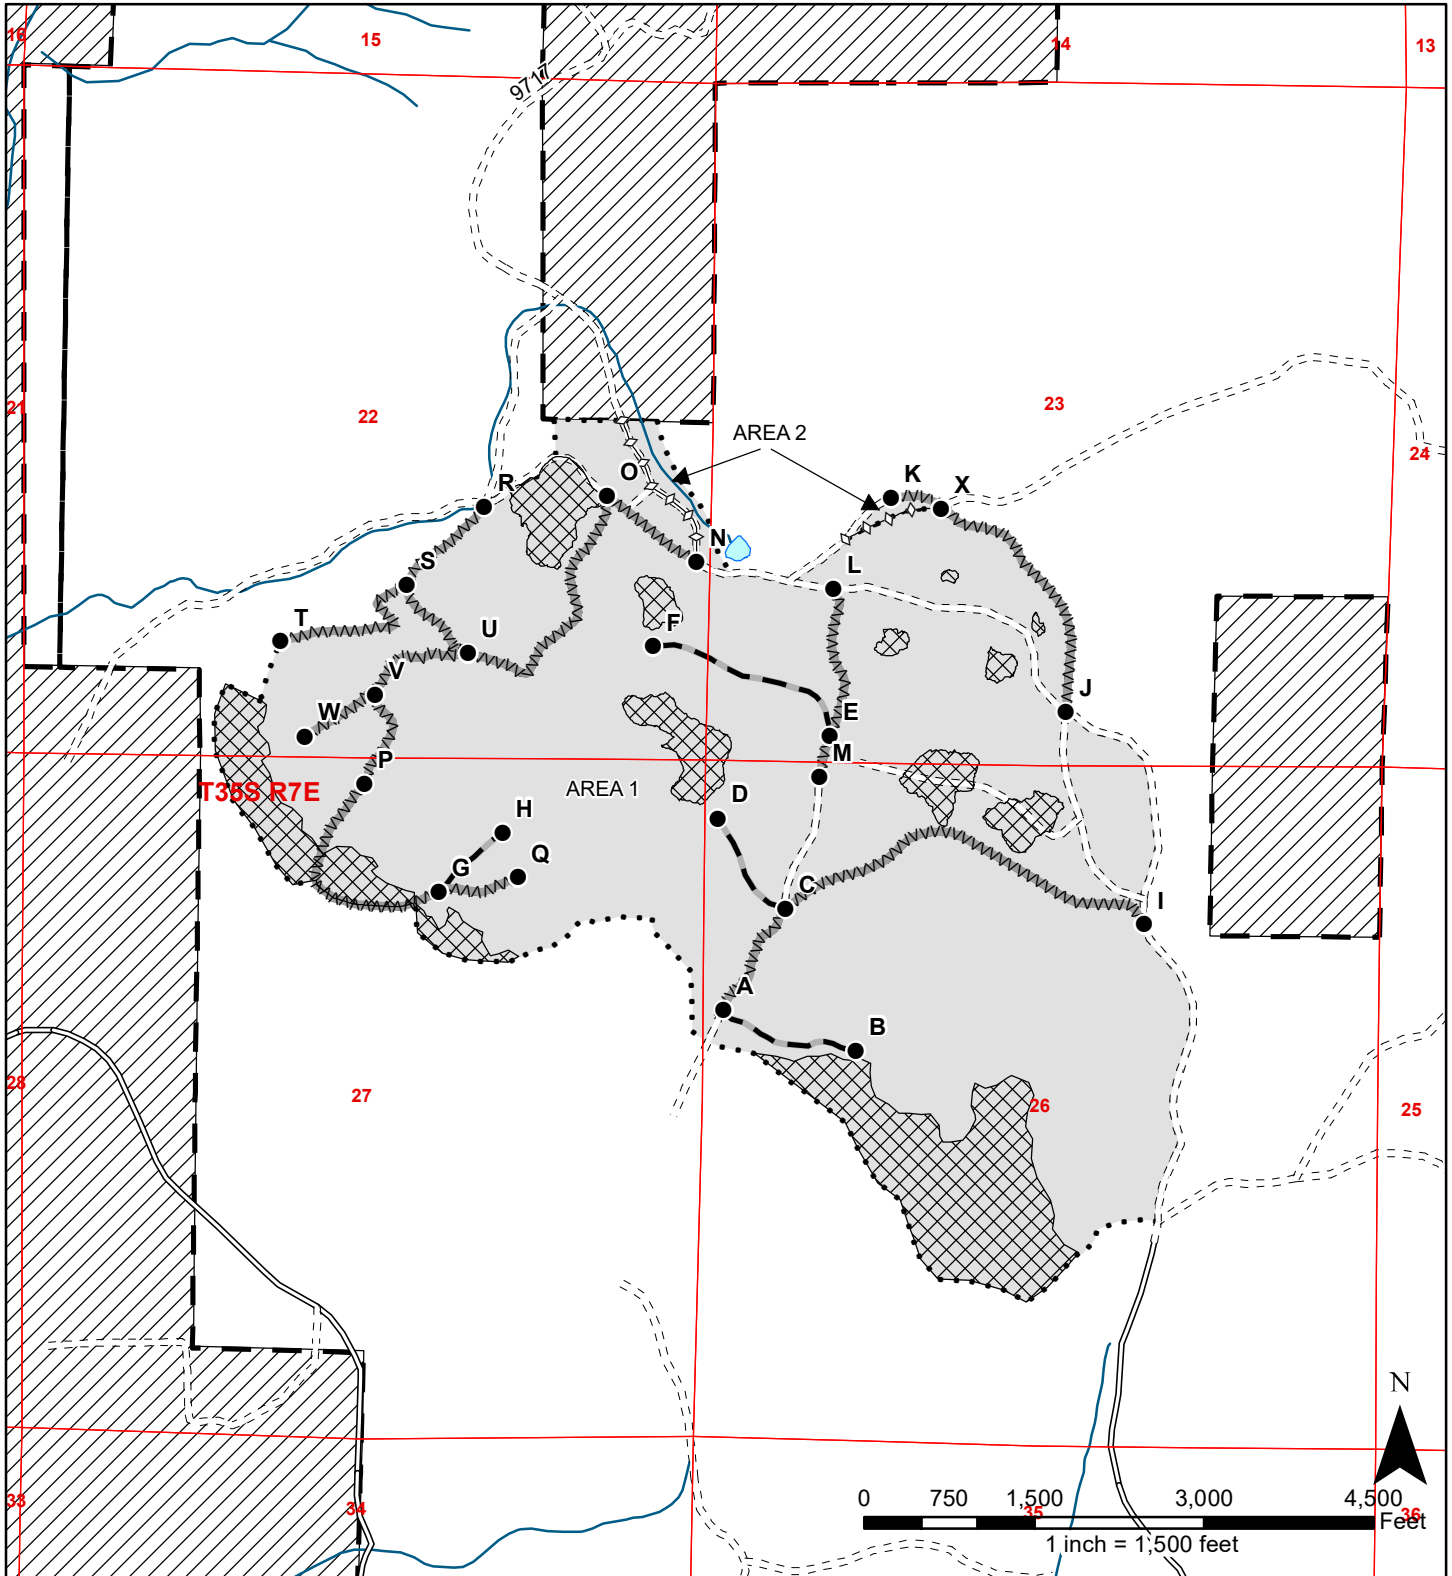 16
15
14
13
9717
21
22
23
24
AREA 2
K
X
O
R
N
L
S
T
U
F
V
W
J
E
M
P
T35S R7E
AREA 1
D
H
Q
G
C
I
A
B
28
27
26
25
N
33
34
35
36
0 750 1,500 3,000 4,500
Feet
1 inch = 1,500 feet